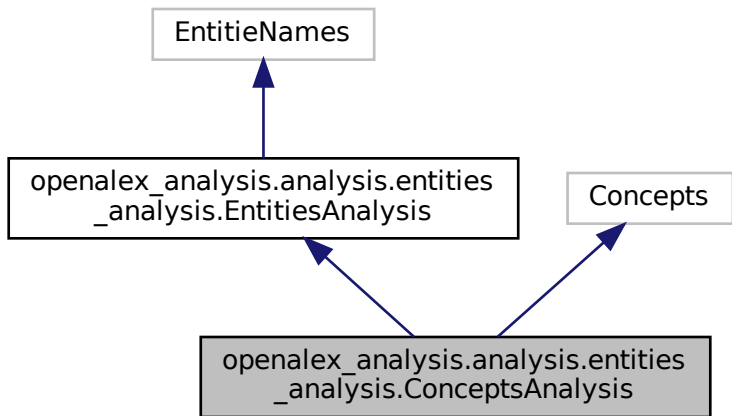 EntitieNames
openalex_analysis.analysis.entities
_analysis.EntitiesAnalysis
Concepts
openalex_analysis.analysis.entities
_analysis.ConceptsAnalysis